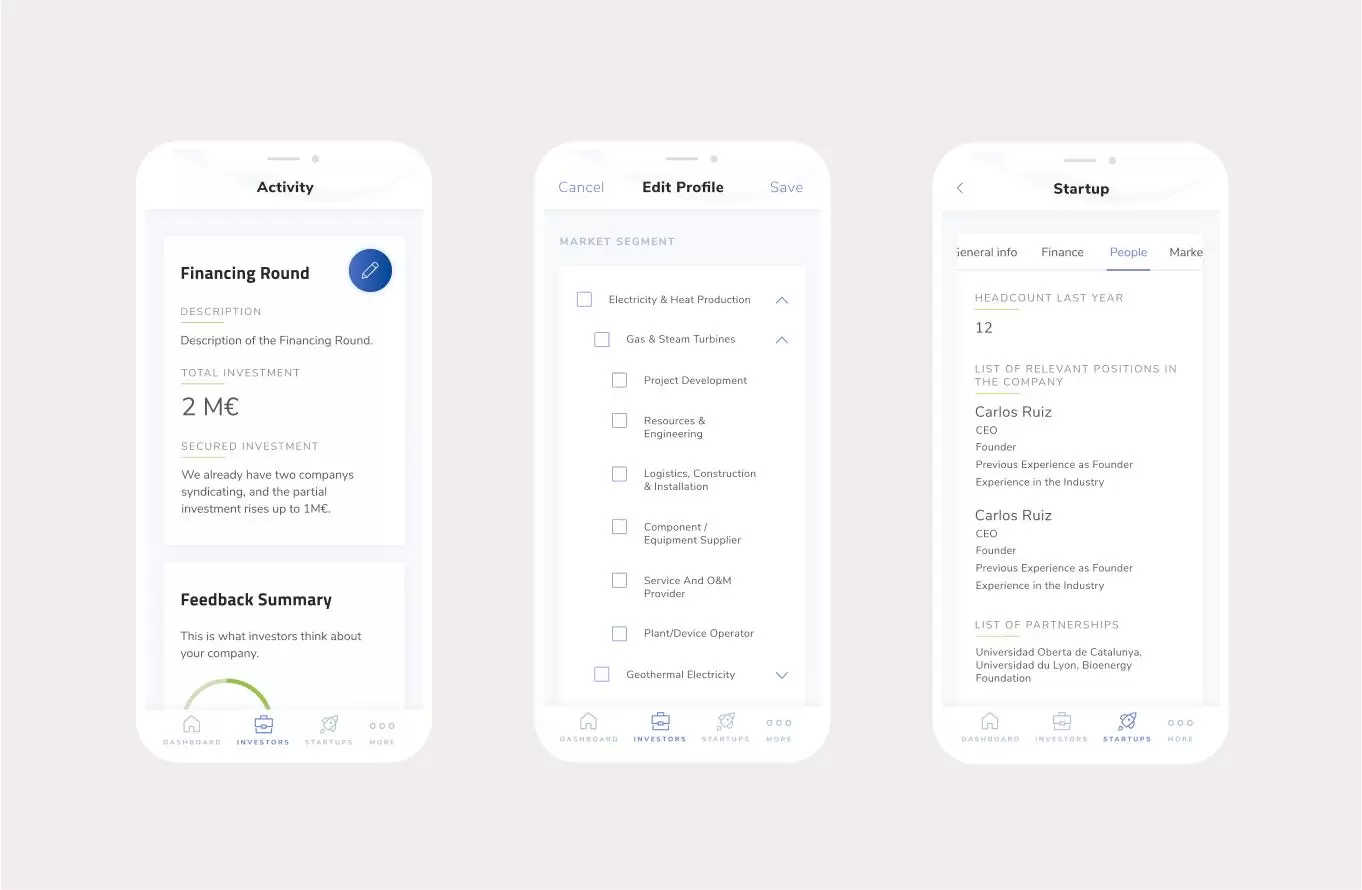 Activity
Financing Round
DESCRIPTION
Description of the Financing Round.
TOTAL INVESTMENT
2 M€
SECURED INVESTMENT
We already have two companys
syndicating, and the partial
investment rises up to 1M€.
Feedback Summary
This is what investors think about
your company.
DASHBOARD INVESTORS STARTUPS MORE
Cancel Edit Profile Save
MARKET SEGMENT
Electricity & Heat Production
Gas & Steam Turbines
Project Development
Resources &
Engineering
Logistics, Construction
& Installation
Component /
Equipment Supplier
Service And O&M
Provider
Plant/Device Operator
Geothermal Electricity
DASHBOARD INVESTORS STARTUPS MORE
Startup
General info Finance People Marke
HEADCOUNT LAST YEAR
12
LIST OF RELEVANT POSITIONS IN
THE COMPANY
Carlos Ruiz
CEO
Founder
Previous Experience as Founder
Experience in the Industry
Carlos Ruiz
CEO
Founder
Previous Experience as Founder
Experience in the Industry
LIST OF PARTNERSHIPS
Universidad Oberta de Catalunya,
Universidad du Lyon, Bioenergy
Foundation
DASHBOARD INVESTORS STARTUPS MORE